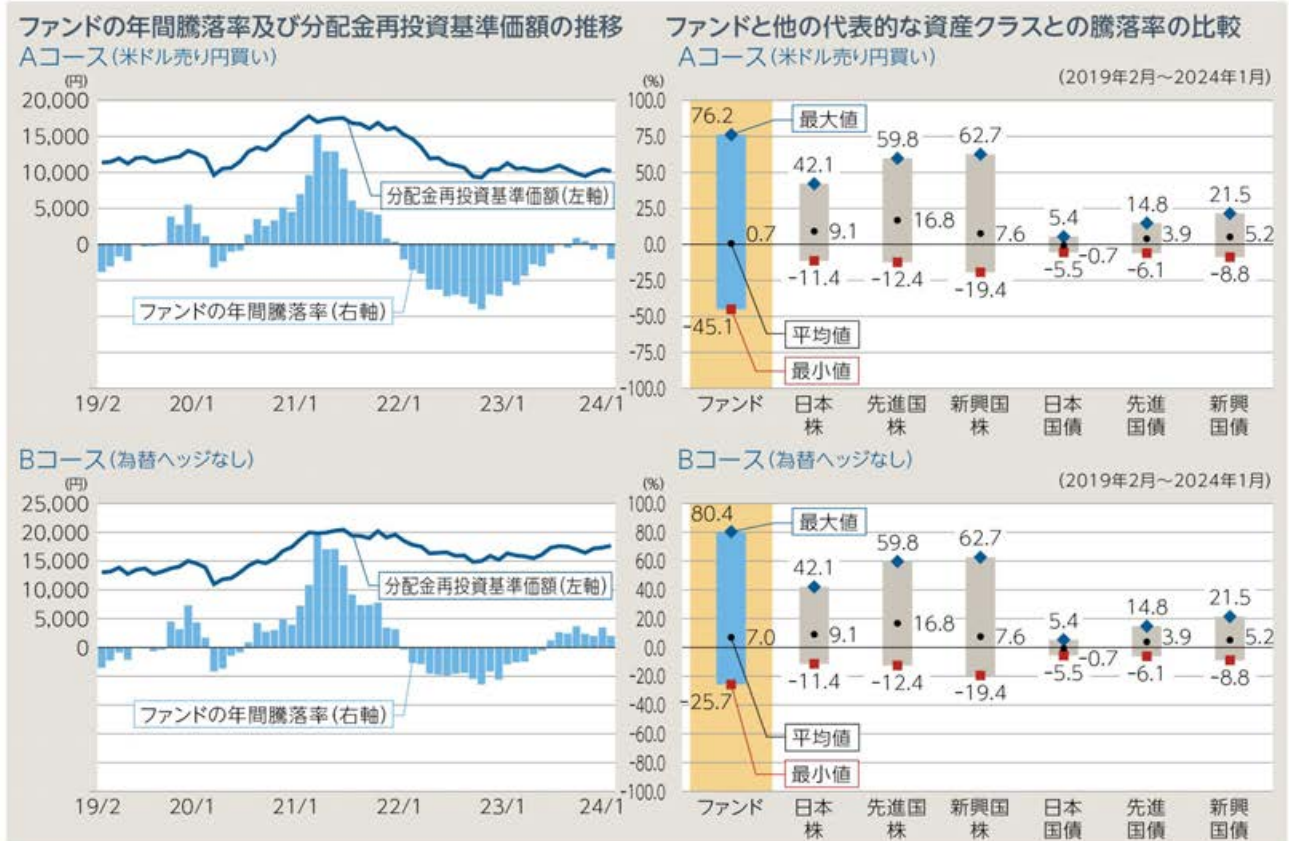 ファンドの年間騰落率及び分配金再投資基準価額の推移
Aコース(米ドル売り円買い)
(円)
(%)
20,000
15,000
10,000
5,000
0
100.0
75.0
50.0
25.0
0.0
-25.0
-50.0
-75.0
-100.0
分配金再投資基準価額(左軸)
ファンドの年間騰落率(右軸)
19/2 20/1 21/1 22/1 23/1 24/1
ファンドと他の代表的な資産クラスとの騰落率の比較
Aコース(米ドル売り円買い)
(2019年2月~2024年1月)
76.2
最大値
42.1
59.8
62.7
5.4
14.8
21.5
0.7
9.1
16.8
7.6
-0.7
3.9
5.2
-45.1
-11.4
-12.4
-19.4
-5.5
-6.1
-8.8
平均値
最小値
ファンド 日本 先進国 新興国 日本 先進 新興
株 株 株 国債 国債 国債
Bコース(為替ヘッジなし)
(円)
(%)
25,000
20,000
15,000
10,000
5,000
0
100.0
80.0
60.0
40.0
20.0
0.0
-20.0
-40.0
-60.0
-80.0
-100.0
分配金再投資基準価額(左軸)
ファンドの年間騰落率(右軸)
19/2 20/1 21/1 22/1 23/1 24/1
Bコース(為替ヘッジなし)
(2019年2月~2024年1月)
80.4
最大値
42.1
59.8
62.7
5.4
14.8
21.5
7.0
9.1
16.8
7.6
-0.7
3.9
5.2
-25.7
-11.4
-12.4
-19.4
-5.5
-6.1
-8.8
平均値
最小値
ファンド 日本 先進国 新興国 日本 先進 新興
株 株 株 国債 国債 国債